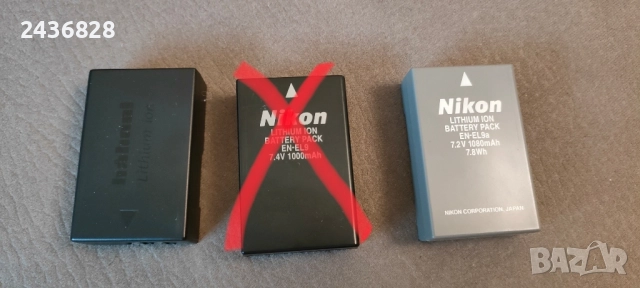 2436828
Nikon
LITHIUM ION
BATTERY PACK
EN-EL9
7.4V 1000mAh
Nikon
LITHIUM ION
BATTERY PACK
EN-EL9a
7.2V 1080mAh
7.8Wh
NIKON CORPORATION, JAPAN
BAZAR